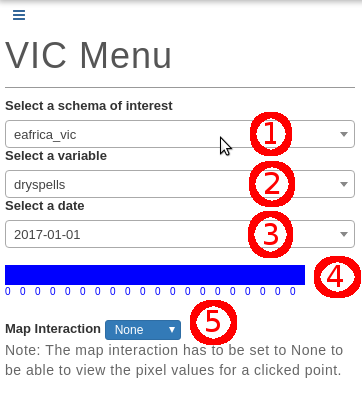 VIC Menu
Select a schema of interest
eafrica_vic
1
Select a variable
dryspells
2
Select a date
2017-01-01
3
4
0 0 0 0 0 0 0 0 0 0 0 0 0 0 0 0 0 0 0 0
5
Map Interaction None
Note: The map interaction has to be set to None to
be able to view the pixel values for a clicked point.